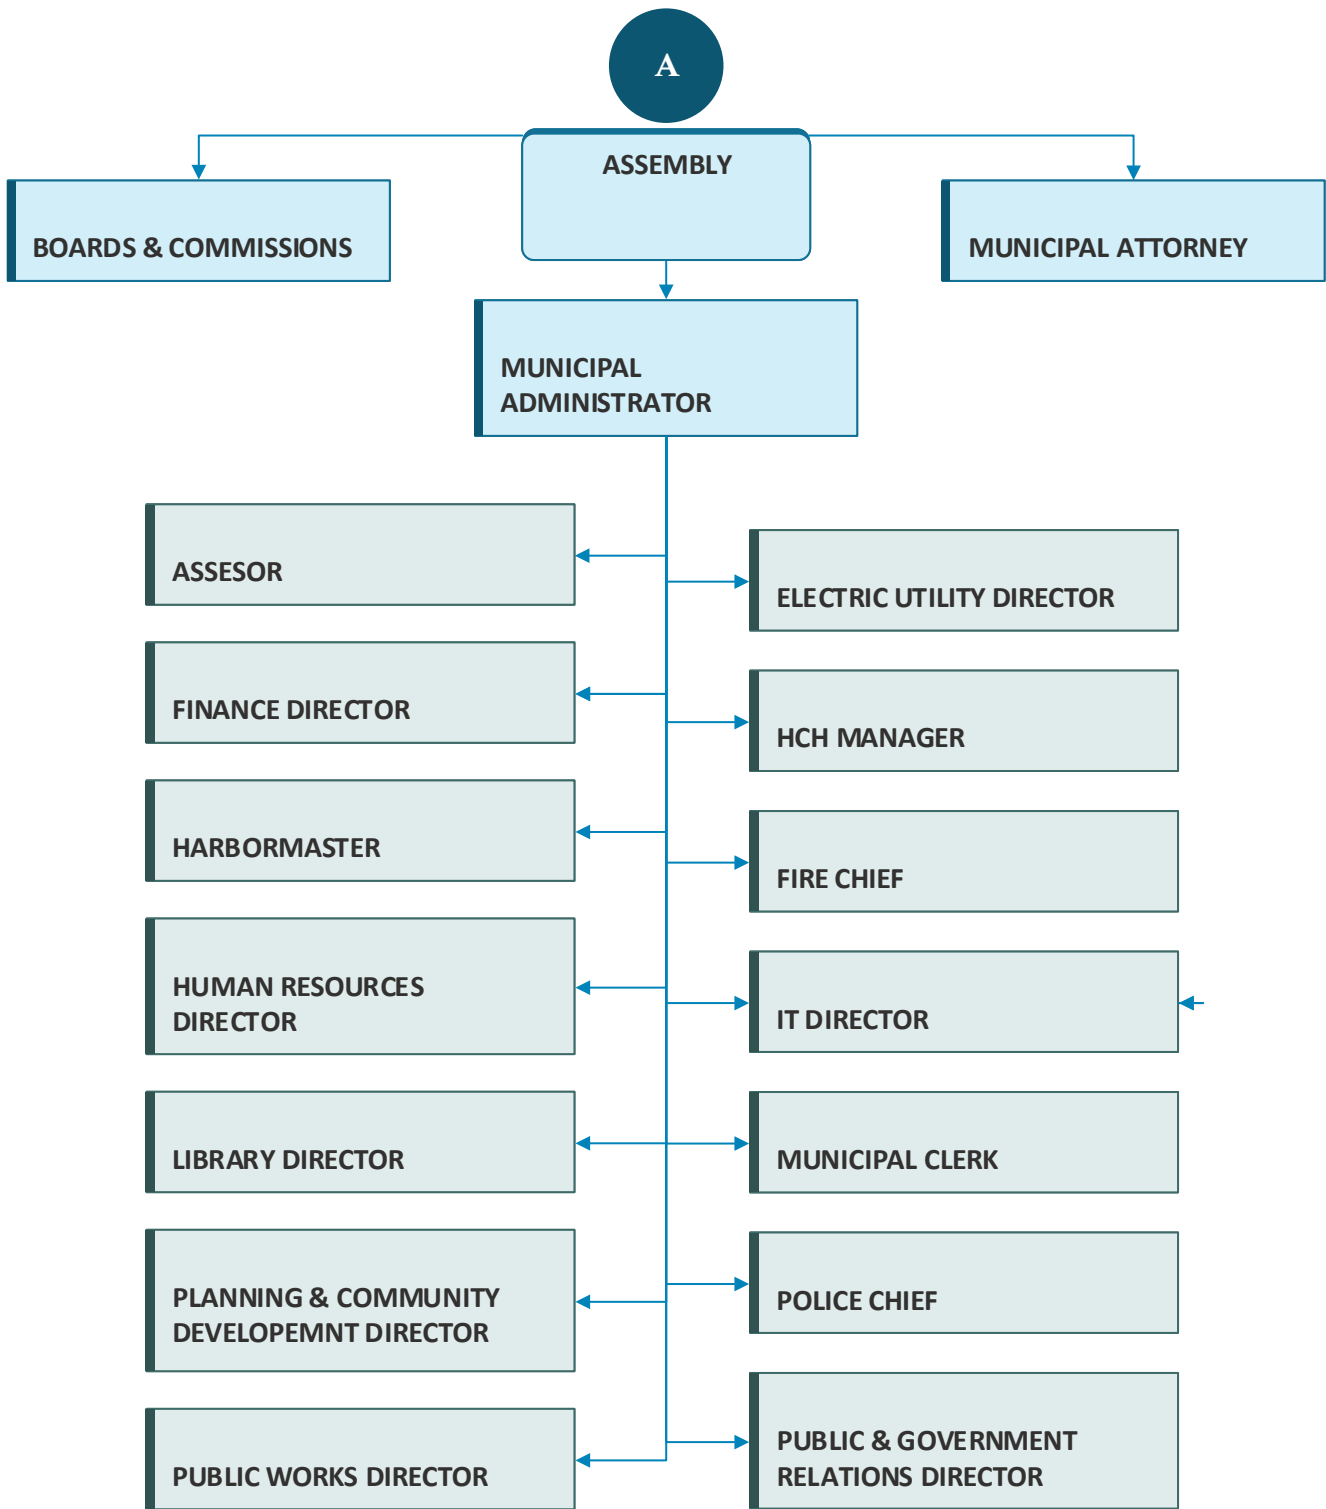 A
ASSEMBLY
BOARDS & COMMISSIONS
MUNICIPAL ATTORNEY
MUNICIPAL
ADMINISTRATOR
ASSESOR
ELECTRIC UTILITY DIRECTOR
FINANCE DIRECTOR
HCH MANAGER
HARBORMASTER
FIRE CHIEF
HUMAN RESOURCES
DIRECTOR
IT DIRECTOR
LIBRARY DIRECTOR
MUNICIPAL CLERK
PLANNING & COMMUNITY
DEVELOPEMNT DIRECTOR
POLICE CHIEF
PUBLIC WORKS DIRECTOR
PUBLIC & GOVERNMENT
RELATIONS DIRECTOR